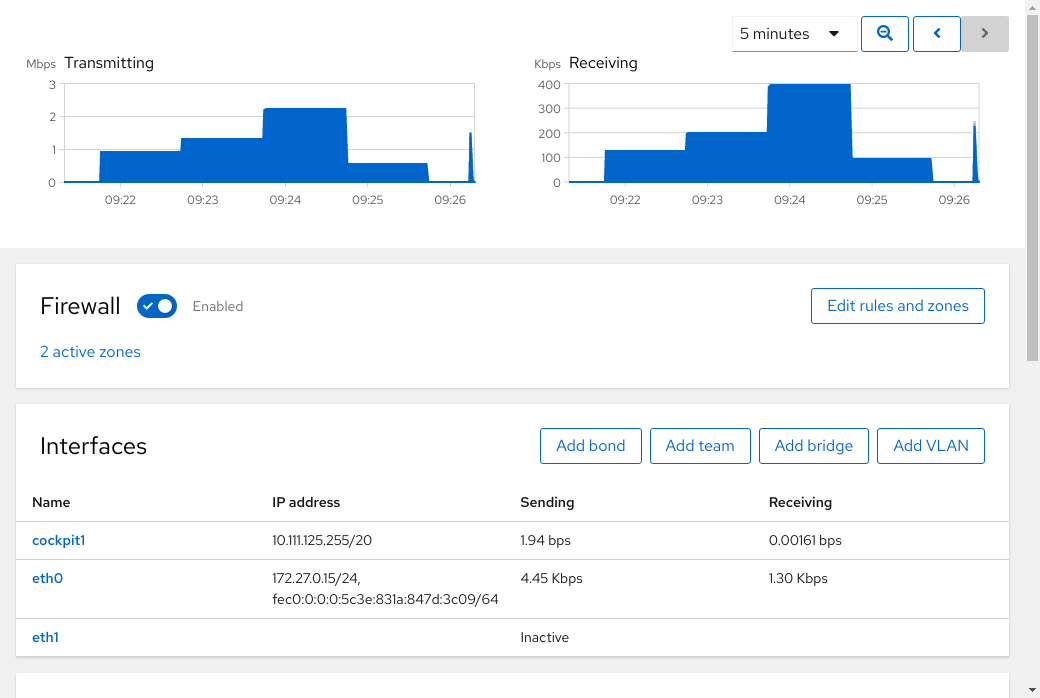 5 minutes
Mbps Transmitting
3
2
1
0
09:22 09:23 09:24 09:25 09:26
Kbps Receiving
400
300
200
100
0
09:22 09:23 09:24 09:25 09:26
Firewall Enabled Edit rules and zones
2 active zones
Interfaces Add bond Add team Add bridge Add VLAN
Name IP address Sending Receiving
cockpit1 10.111.125.255/20 1.94 bps 0.00161 bps
eth0 172.27.0.15/24, 4.45 Kbps 1.30 Kbps
fec0:0:0:0:5c3e:831a:847d:3c09/64
eth1 Inactive